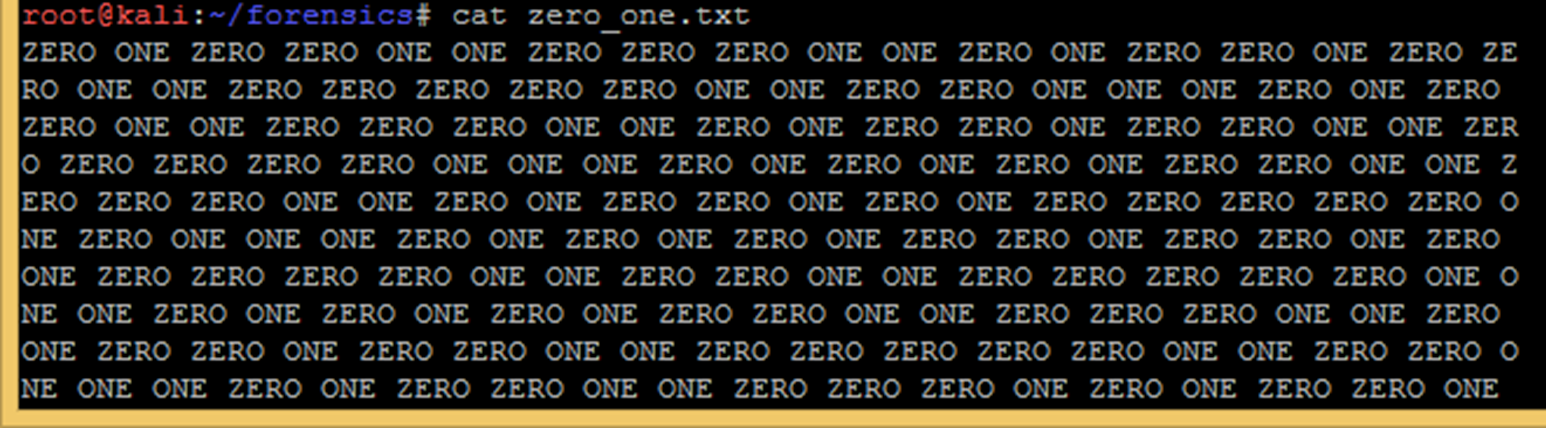 root@kali:~/forensics# cat zero_one.txt
ZERO ONE ZERO ZERO ONE ONE ZERO ZERO ZERO ONE ONE ZERO ONE ZERO ZERO ONE ZERO ZE
RO ONE ONE ZERO ZERO ZERO ZERO ZERO ONE ONE ZERO ZERO ONE ONE ONE ZERO ONE ZERO
ZERO ONE ONE ZERO ZERO ZERO ONE ONE ZERO ONE ZERO ZERO ONE ZERO ZERO ONE ONE ZER
O ZERO ZERO ZERO ZERO ONE ONE ONE ZERO ONE ZERO ONE ZERO ONE ZERO ZERO ONE ONE Z
ERO ZERO ZERO ONE ONE ZERO ONE ZERO ZERO ONE ZERO ONE ZERO ZERO ZERO ZERO ZERO O
NE ZERO ONE ONE ONE ZERO ONE ZERO ONE ZERO ONE ZERO ZERO ONE ZERO ZERO ONE ZERO
ONE ZERO ZERO ZERO ZERO ONE ONE ZERO ZERO ONE ONE ZERO ZERO ZERO ZERO ZERO ONE O
NE ONE ZERO ONE ZERO ONE ZERO ONE ZERO ZERO ONE ONE ZERO ZERO ZERO ONE ONE ZERO
ONE ZERO ZERO ONE ZERO ZERO ONE ONE ZERO ZERO ZERO ZERO ZERO ONE ONE ZERO ZERO O
NE ONE ONE ZERO ONE ZERO ZERO ONE ONE ZERO ZERO ZERO ONE ZERO ONE ZERO ZERO ONE